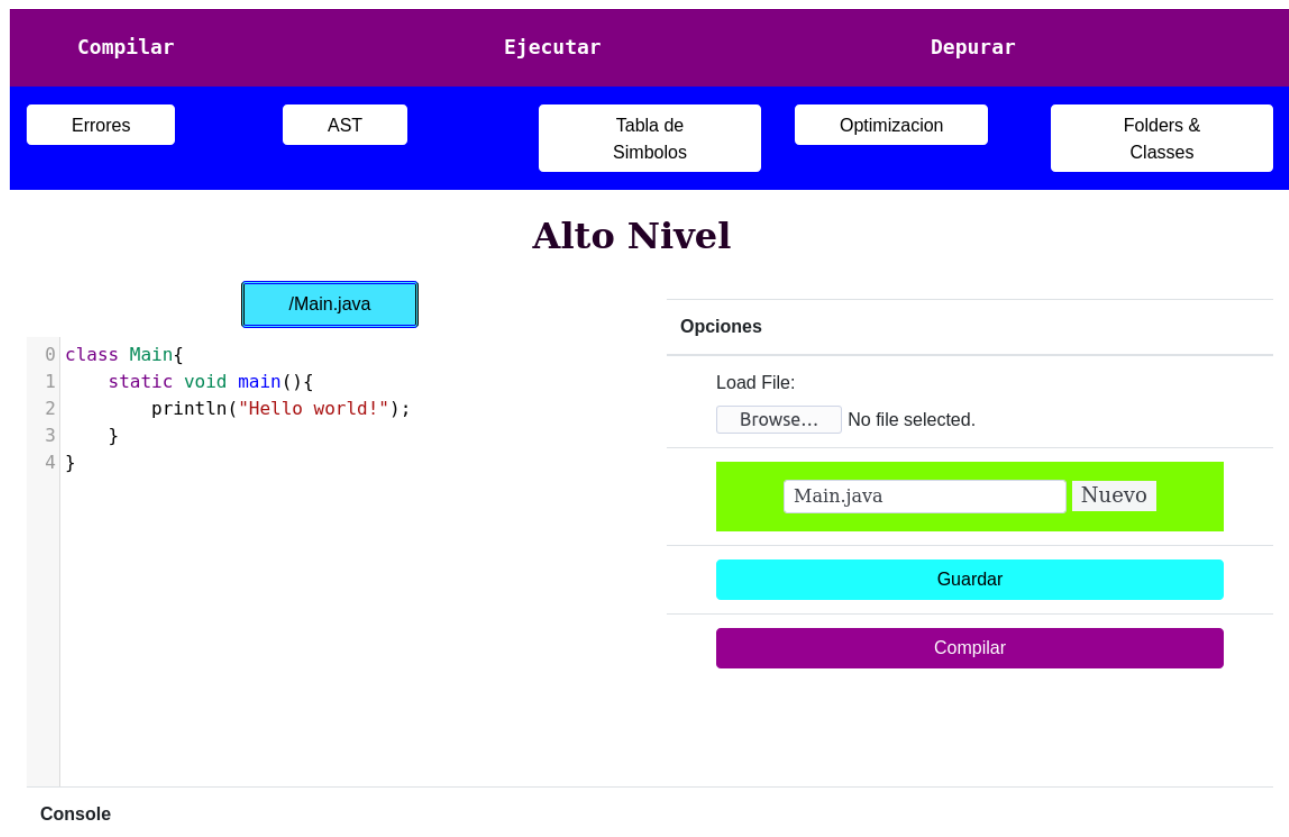 Compilar Ejecutar Depurar
Errores AST Tabla de Simbolos Optimizacion Folders & Classes
Alto Nivel
/Main.java
0 class Main{
1     static void main(){
2         println("Hello world!");
3     }
4 }
Opciones
Load File:
Browse... No file selected.
Main.java Nuevo
Guardar
Compilar
Console